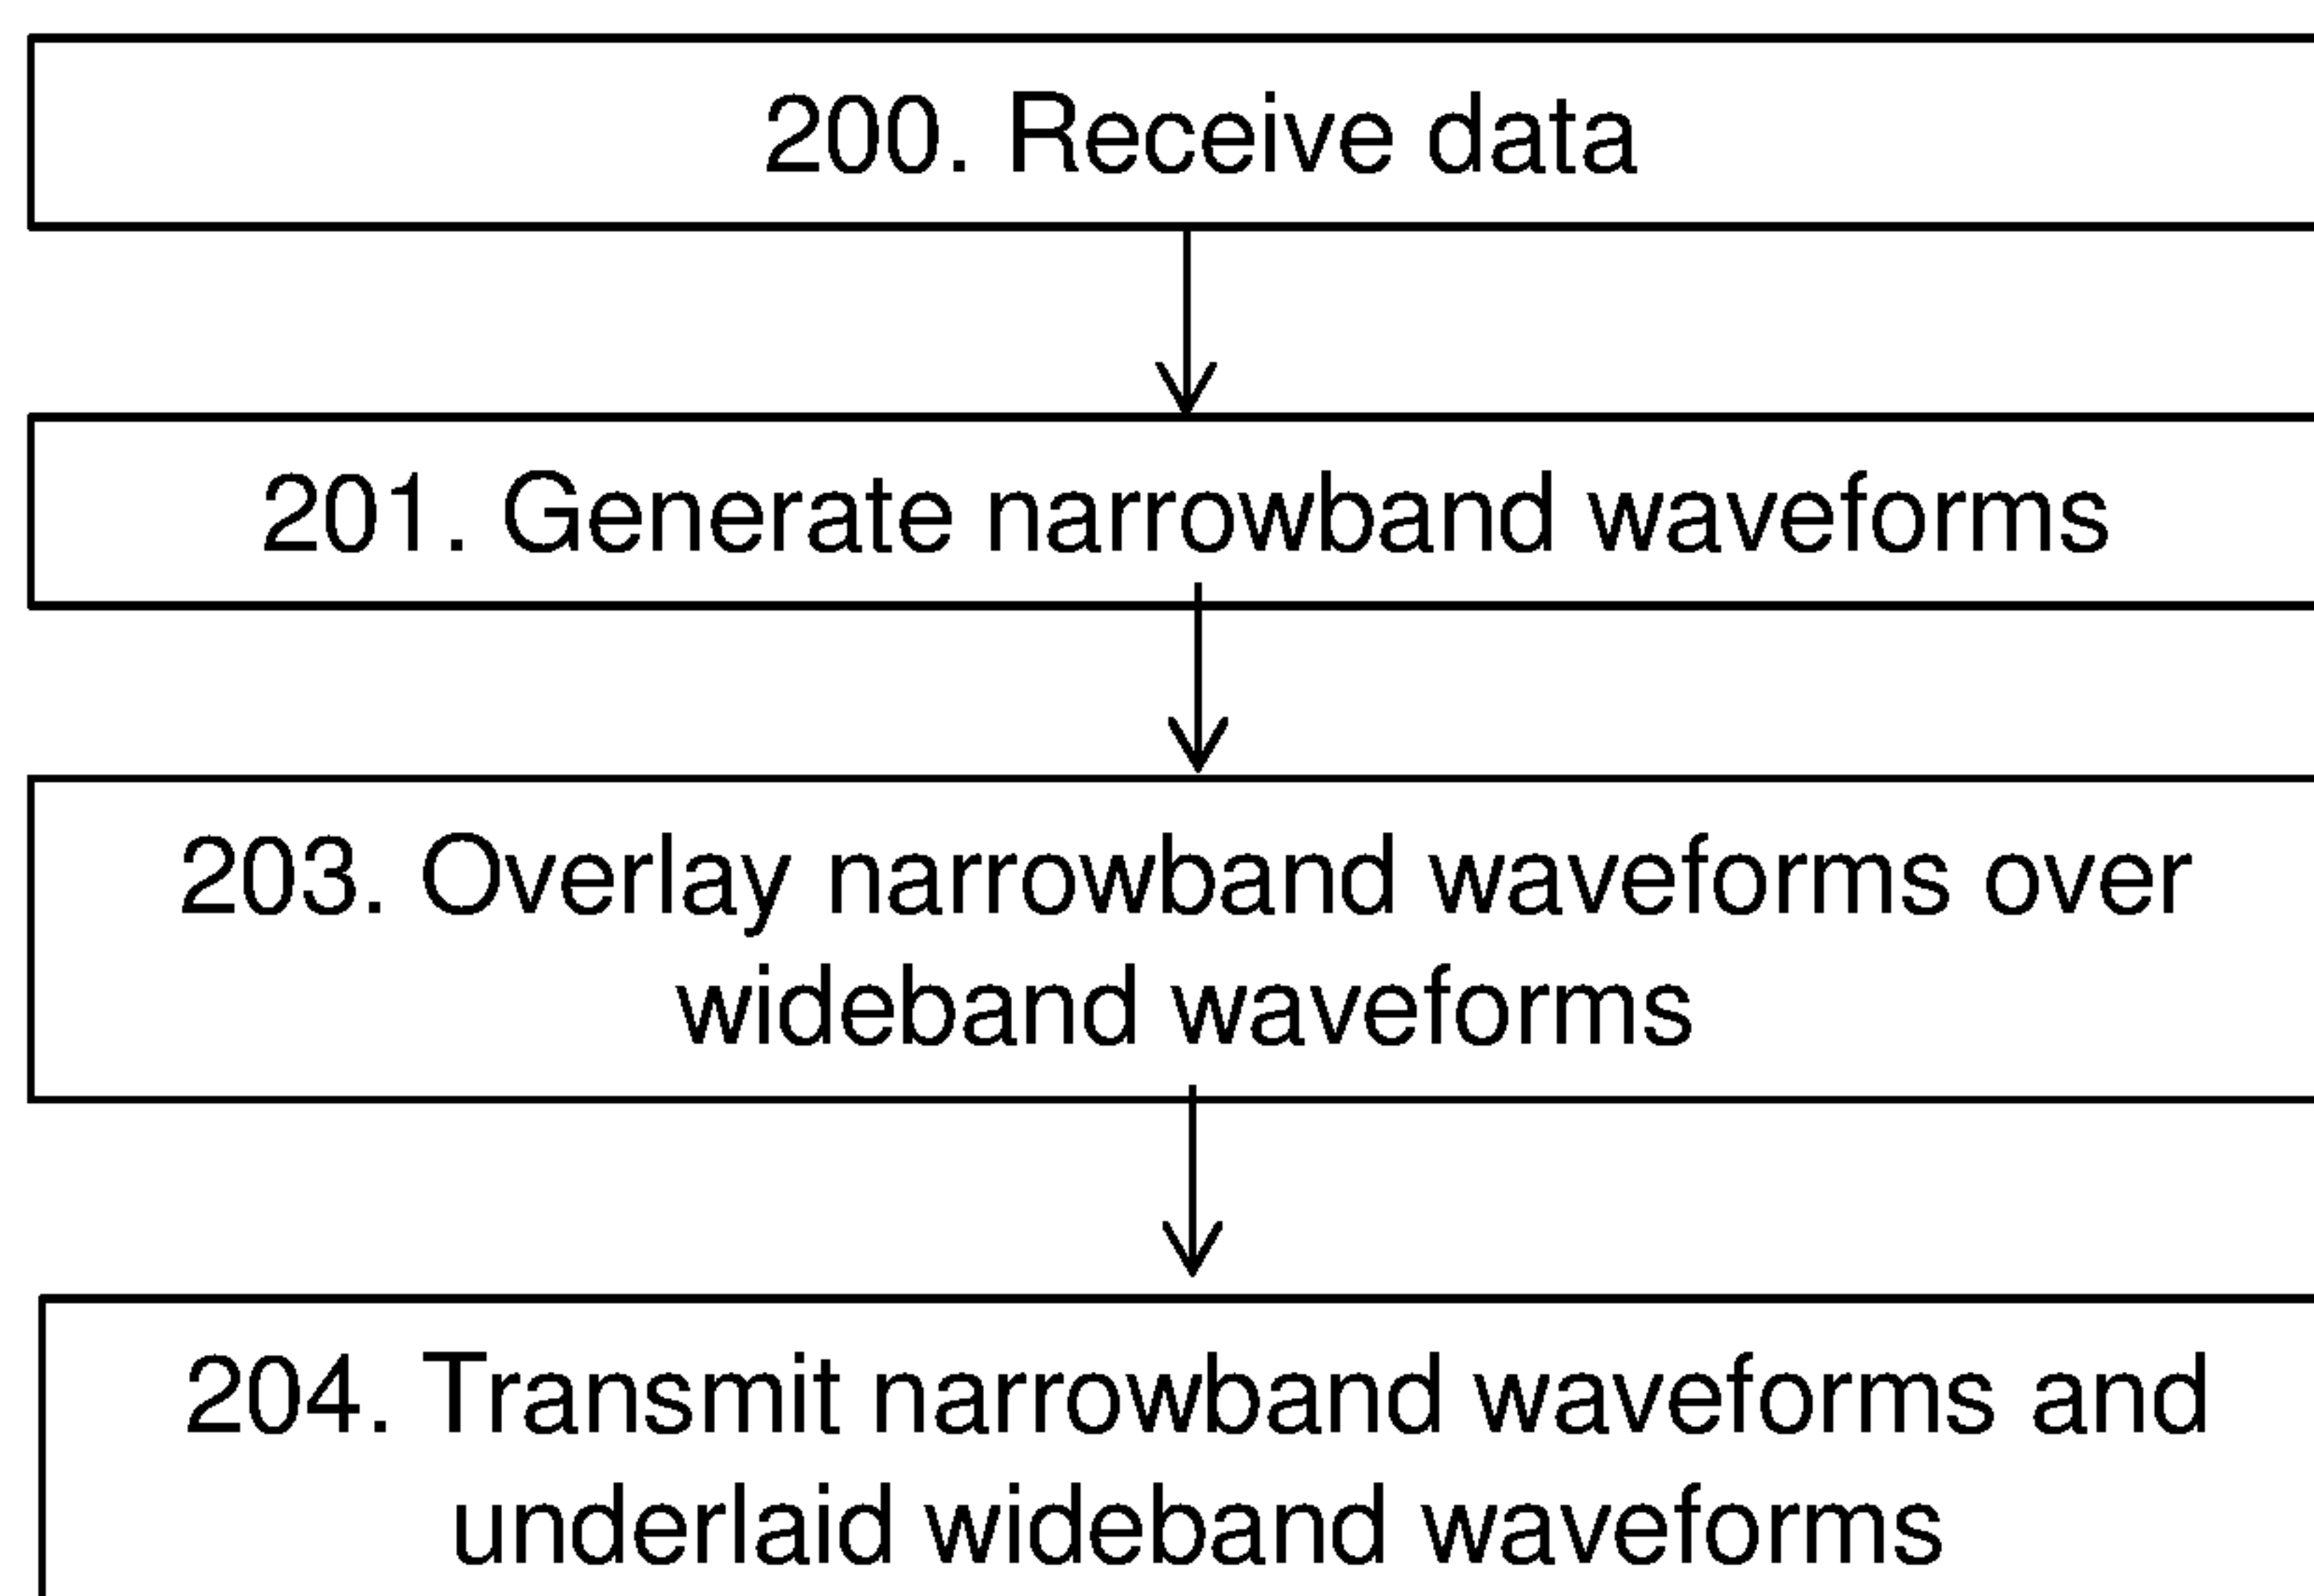 200. Receive data
201. Generate narrowband waveforms
203. Overlay narrowband waveforms over
wideband waveforms
204. Transmit narrowband waveforms and
underlaid wideband waveforms